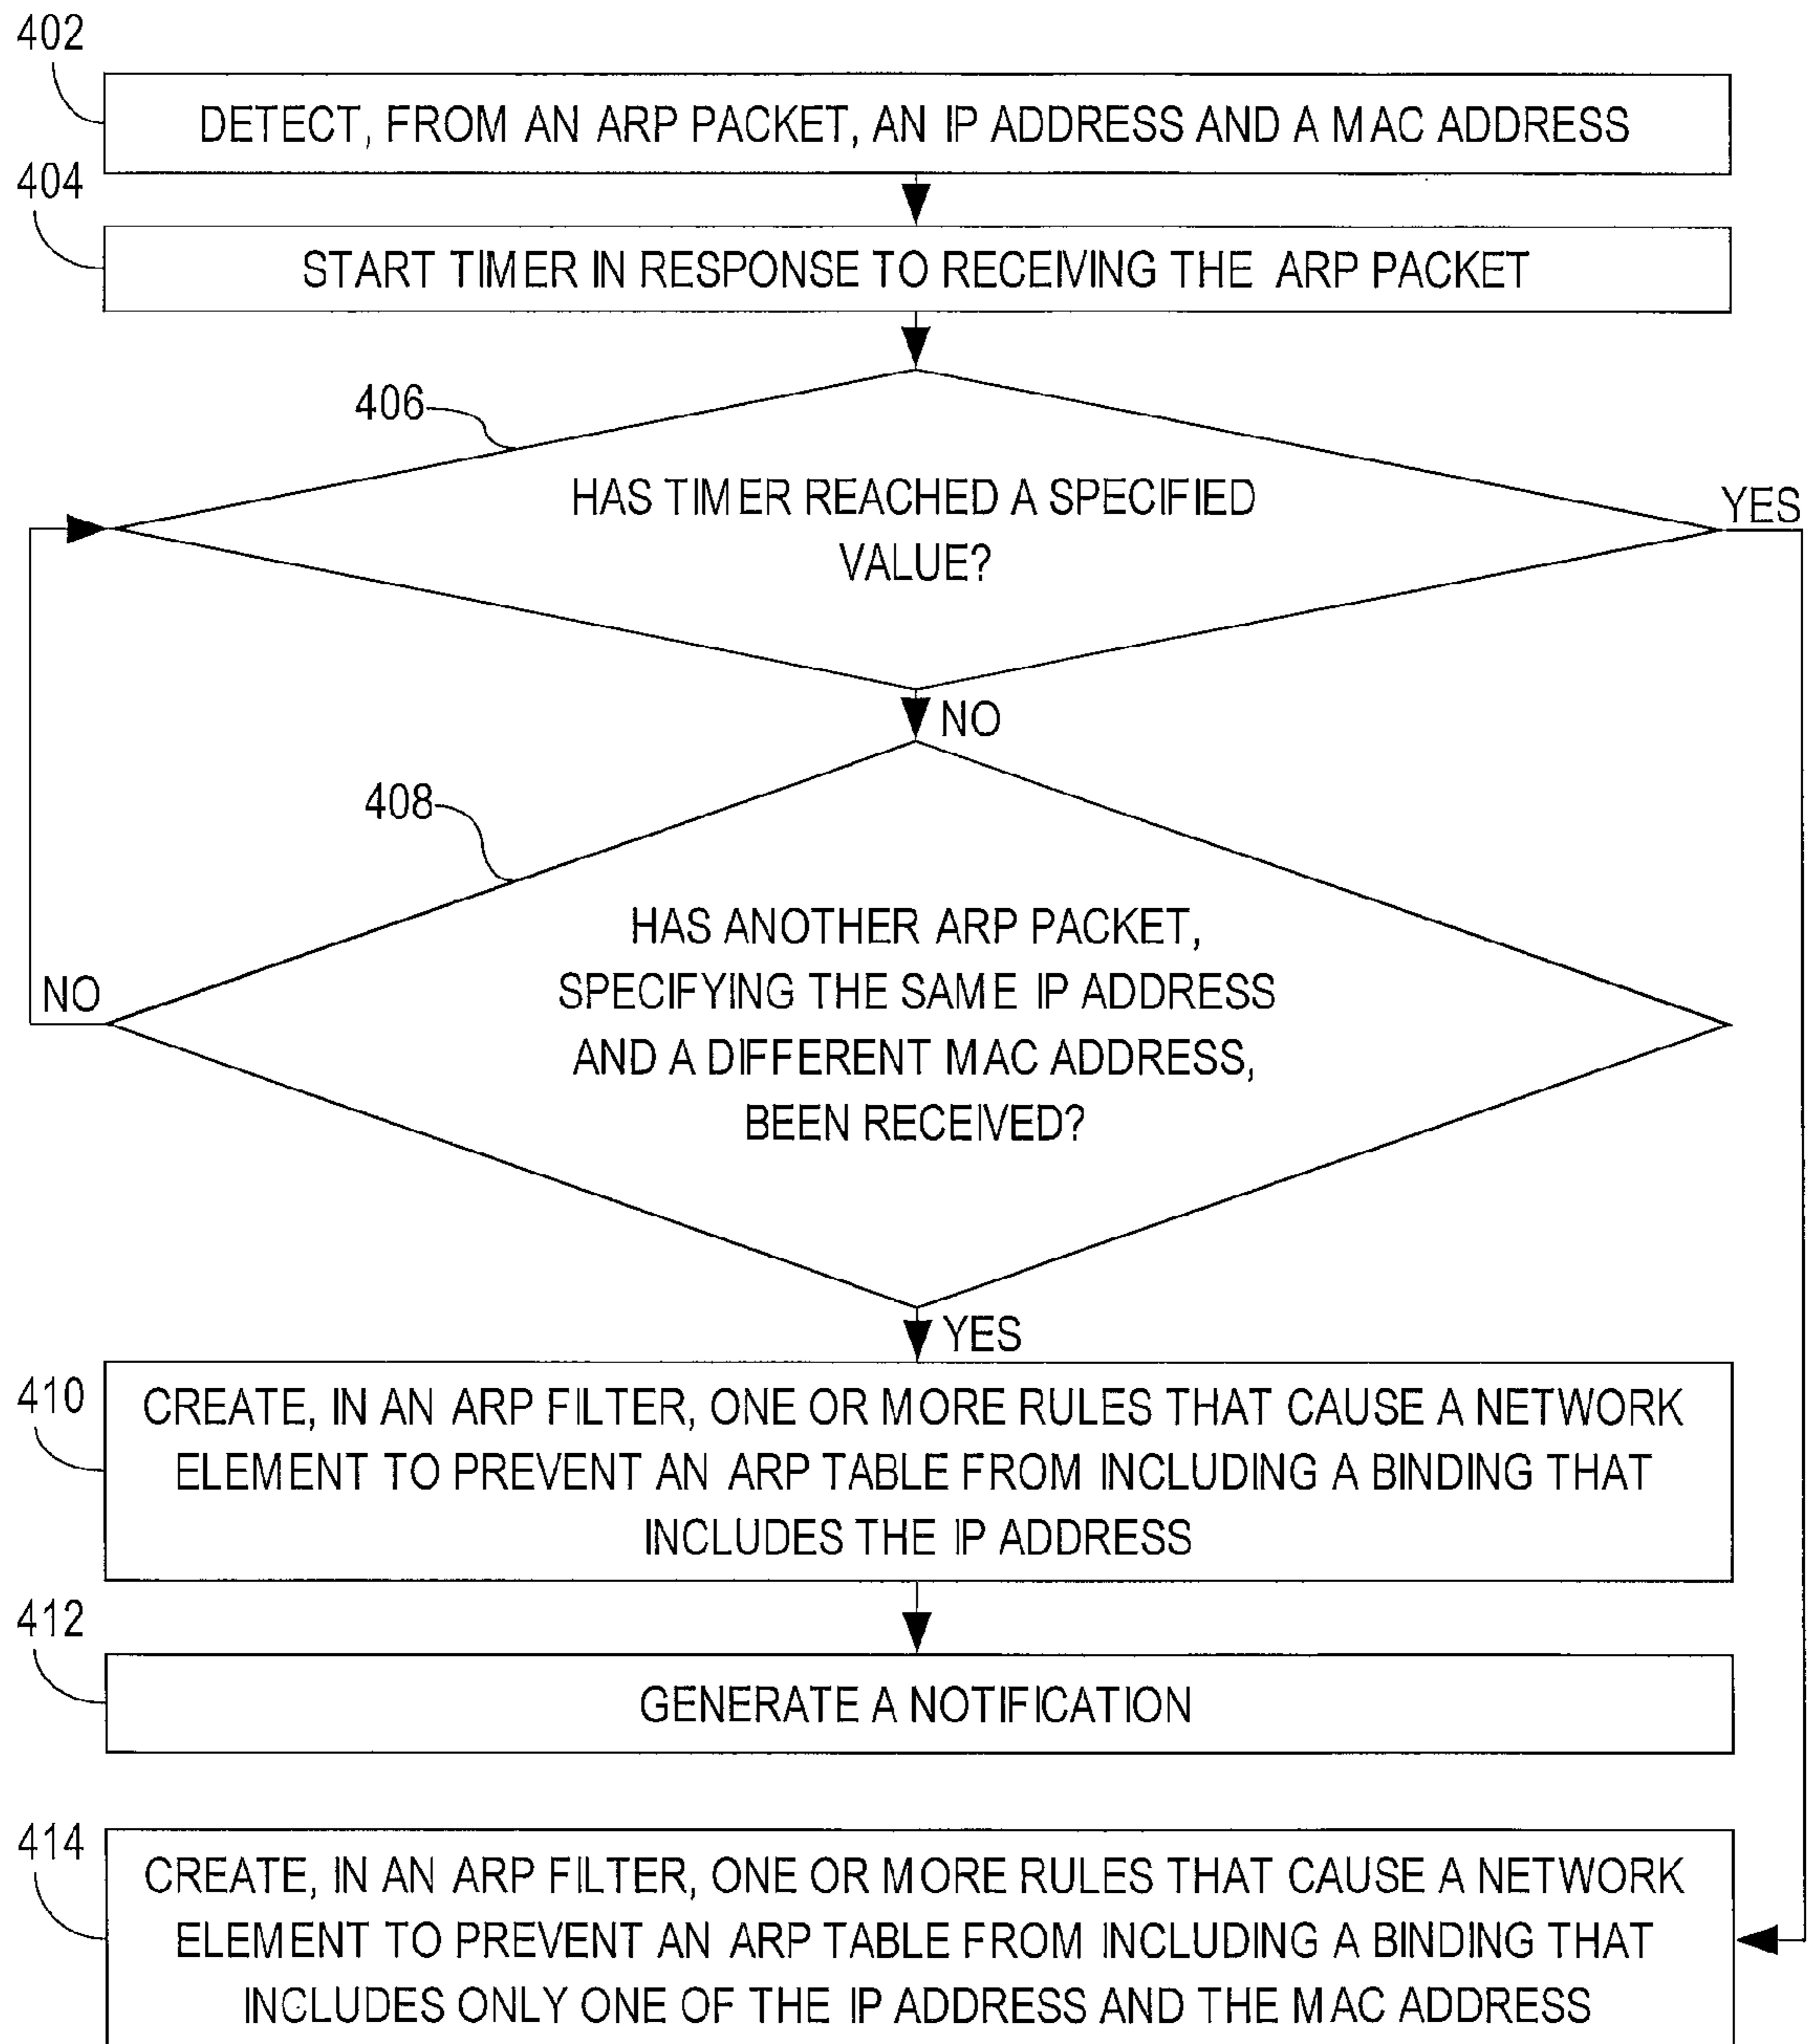 402
DETECT, FROM AN ARP PACKET, AN IP ADDRESS AND A MAC ADDRESS
404
START TIMER IN RESPONSE TO RECEIVING THE ARP PACKET
406
HAS TIMER REACHED A SPECIFIED
VALUE?
YES
NO
408
HAS ANOTHER ARP PACKET,
SPECIFYING THE SAME IP ADDRESS
AND A DIFFERENT MAC ADDRESS,
BEEN RECEIVED?
NO
YES
410
CREATE, IN AN ARP FILTER, ONE OR MORE RULES THAT CAUSE A NETWORK
ELEMENT TO PREVENT AN ARP TABLE FROM INCLUDING A BINDING THAT
INCLUDES THE IP ADDRESS
412
GENERATE A NOTIFICATION
414
CREATE, IN AN ARP FILTER, ONE OR MORE RULES THAT CAUSE A NETWORK
ELEMENT TO PREVENT AN ARP TABLE FROM INCLUDING A BINDING THAT
INCLUDES ONLY ONE OF THE IP ADDRESS AND THE MAC ADDRESS